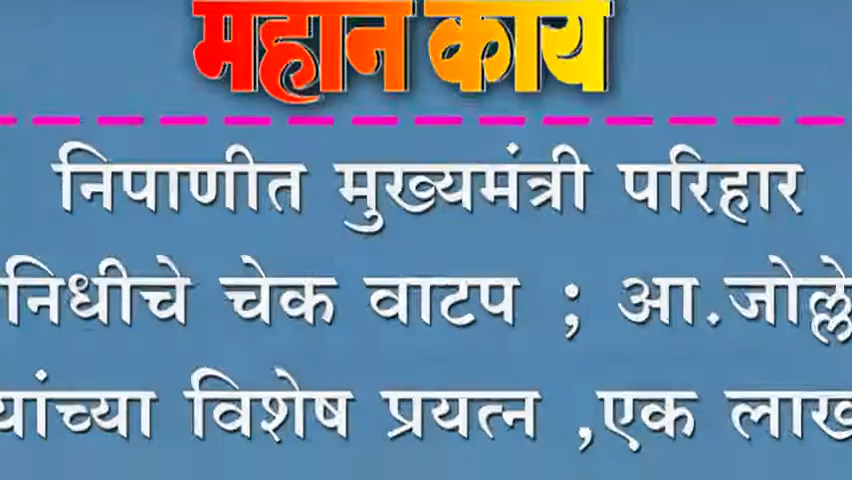 महान कार्य
निपाणीत मुख्यमंत्री परिहार
निधीचे चेक वाटप ; आ.जोल्ले
यांच्या विशेष प्रयत्न ,एक लाख